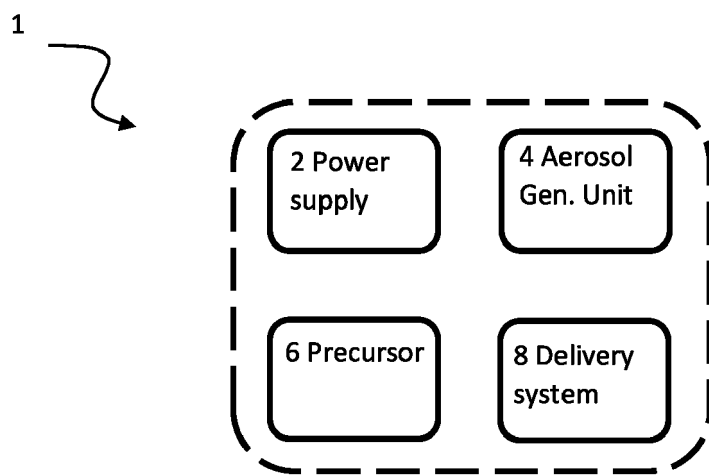 1
2 Power
supply
4 Aerosol
Gen. Unit
6 Precursor
8 Delivery
system